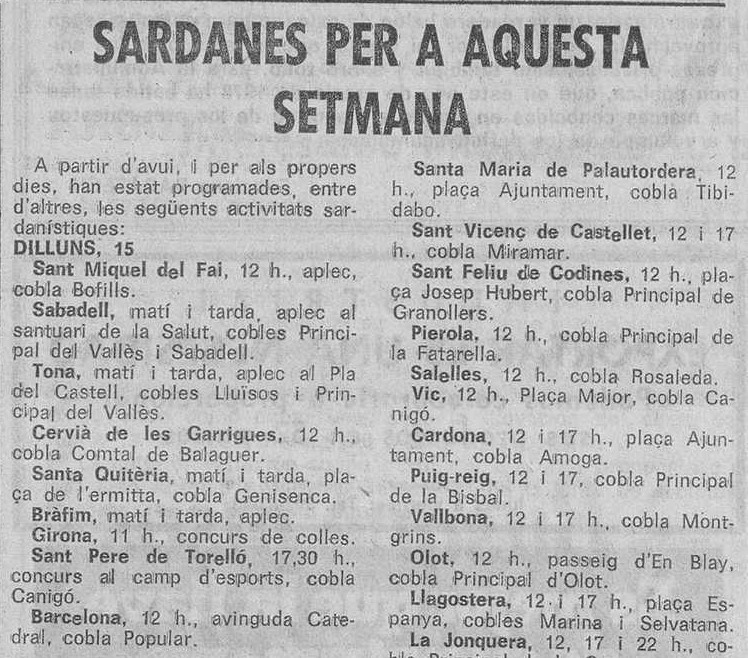 SARDANES PER A AQUESTA
SETMANA
A partir d'avui, i per als propers
dies, han estat programades, entre
d'altres, les següents activitats sar-
danístiques:
DILLUNS, 15
Sant Miquel del Fai, 12 h., aplec,
cobla Bofills.
Sabadell, matí i tarda, aplec al
santuari de la Salut, cobles Princi-
pal del Vallès i Sabadell.
Tona, matí i tarda, aplec al Pla
del Castell, cobles Lluïsos i Prin-
cipal del Vallès.
Cervià de les Garrigues, 12 h.,
cobla Comtal de Balaguer.
Santa Quitèria, matí i tarda, pla-
ça de l'ermitta, cobla Genisenca.
Bràfim, matí i tarda, aplec.
Girona, 11 h., concurs de colles.
Sant Pere de Torelló, 17,30 h.,
concurs al camp d'esports, cobla
Canigó.
Barcelona, 12 h., avinguda Cate-
dral, cobla Popular.
Santa Maria de Palautordera, 12
h., plaça Ajuntament, cobla Tibi-
dabo.
Sant Vicenç de Castellet, 12 i 17
h., cobla Miramar.
Sant Feliu de Codines, 12 h., pla-
ça Josep Hubert, cobla Principal de
Granollers.
Pierola, 12 h., cobla Principal de
la Fatarella.
Salelles, 12 h., cobla Rosaleda.
Vic, 12 h., Plaça Major, cobla Ca-
nigó.
Cardona, 12 i 17 h., plaça Ajun-
tament, cobla Amoga.
Puig-reig, 12 i 17, cobla Principal
de la Bisbal.
Vallbona, 12 i 17 h., cobla Mont-
grins.
Olot, 12 h., passeig d'En Blay,
cobla Principal d'Olot.
Llagostera, 12 i 17 h., plaça Es-
panya, cobles Marina i Selvatana.
La Jonquera, 12, 17 i 22 h., co-